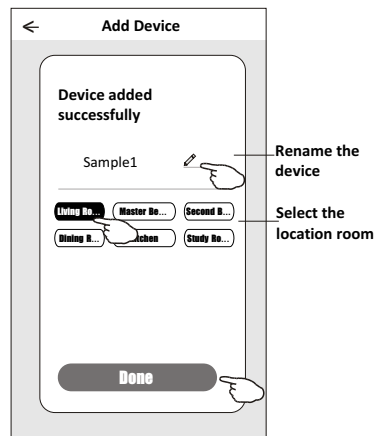 Add Device
Device added
successfully
Sample1
Rename the
device
Living Ro...
Master Be...
Second B...
Select the
location room
Dining R...
tchen
Study Ro...
Done